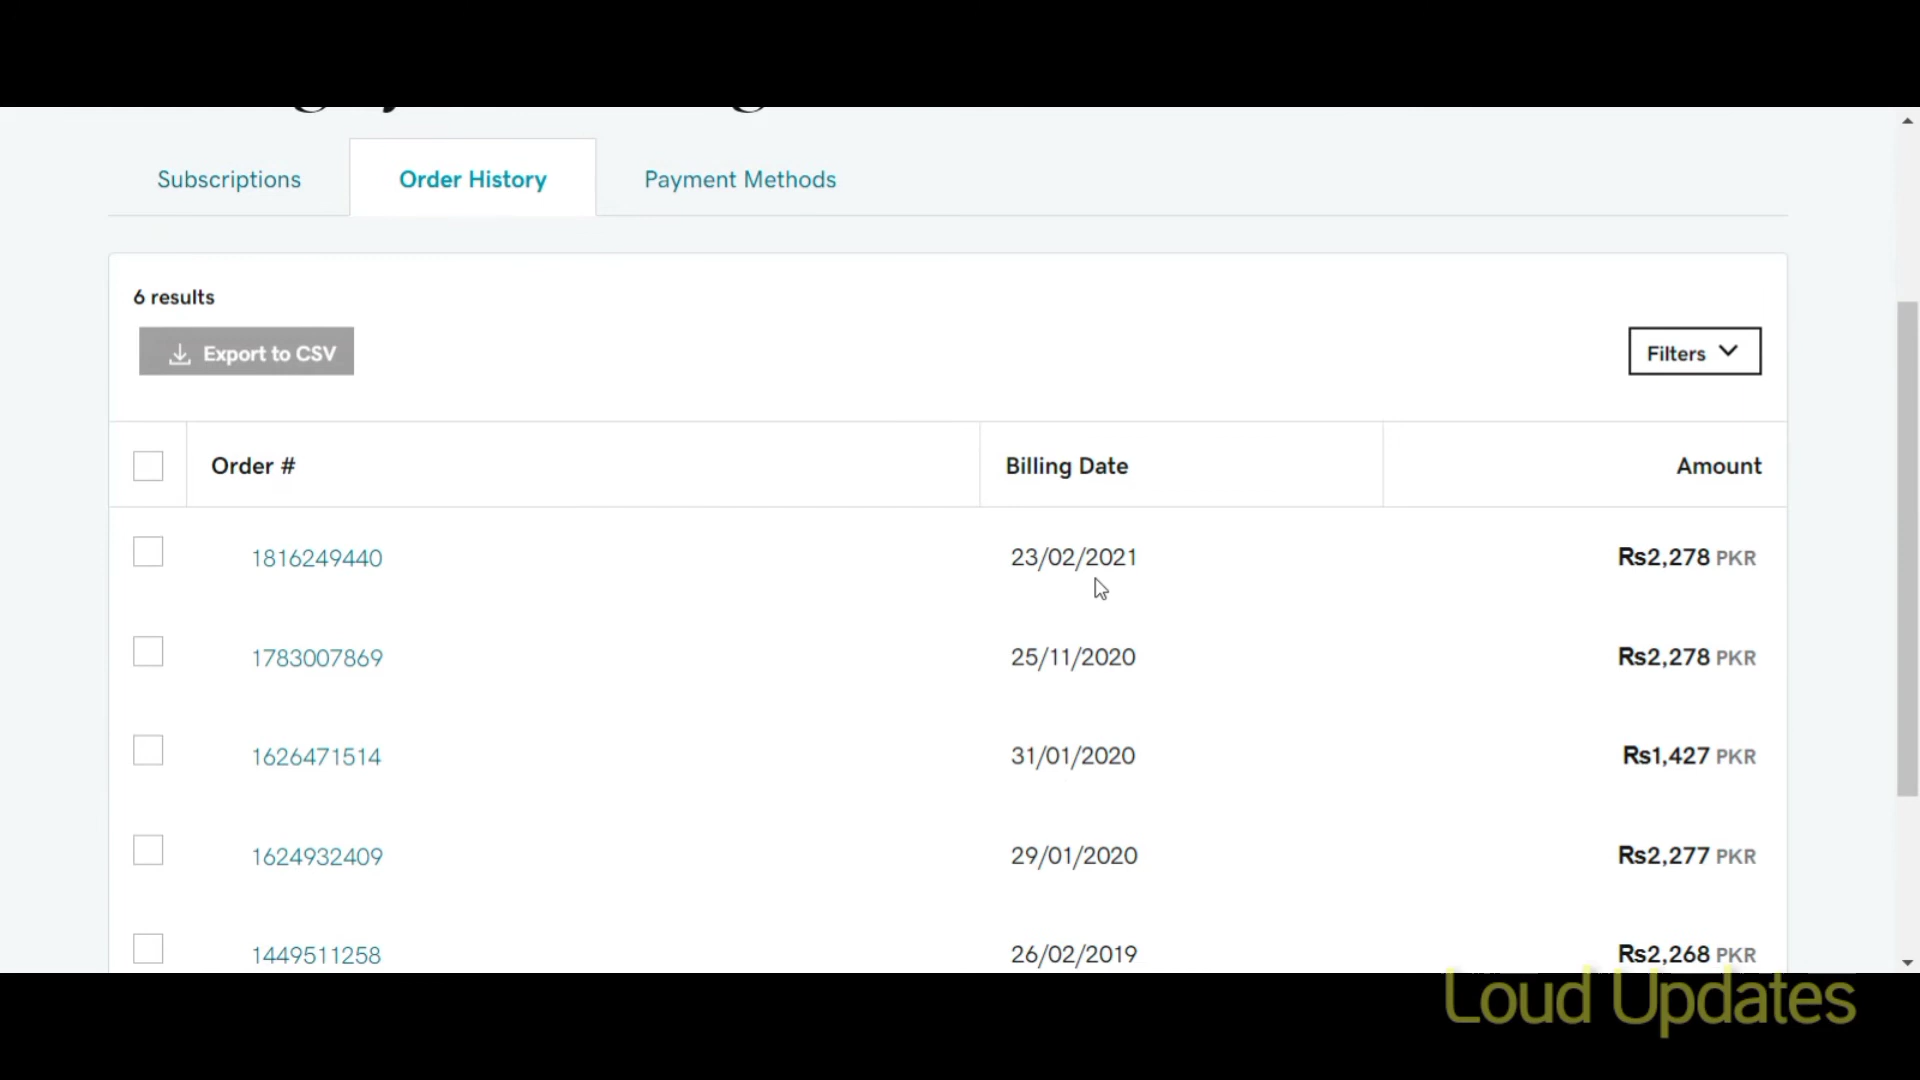 Subscriptions
Order History
Payment Methods
6 results
Export to CSV
Filters
Order #
Billing Date
Amount
1816249440
23/02/2021
Rs2,278 PKR
1783007869
25/11/2020
Rs2,278 PKR
1626471514
31/01/2020
Rs1,427 PKR
1624932409
29/01/2020
Rs2,277 PKR
1449511258
26/02/2019
Rs2,268 PKR
Loud Updates